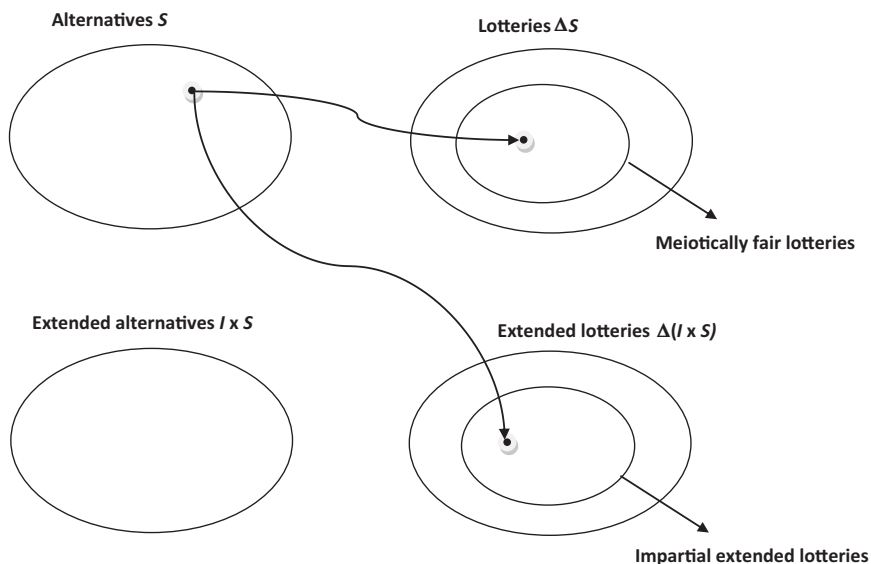 Alternatives S
Lotteries ΔS
Meiotically fair lotteries
Extended alternatives I x S
Extended lotteries Δ(I x S)
Impartial extended lotteries